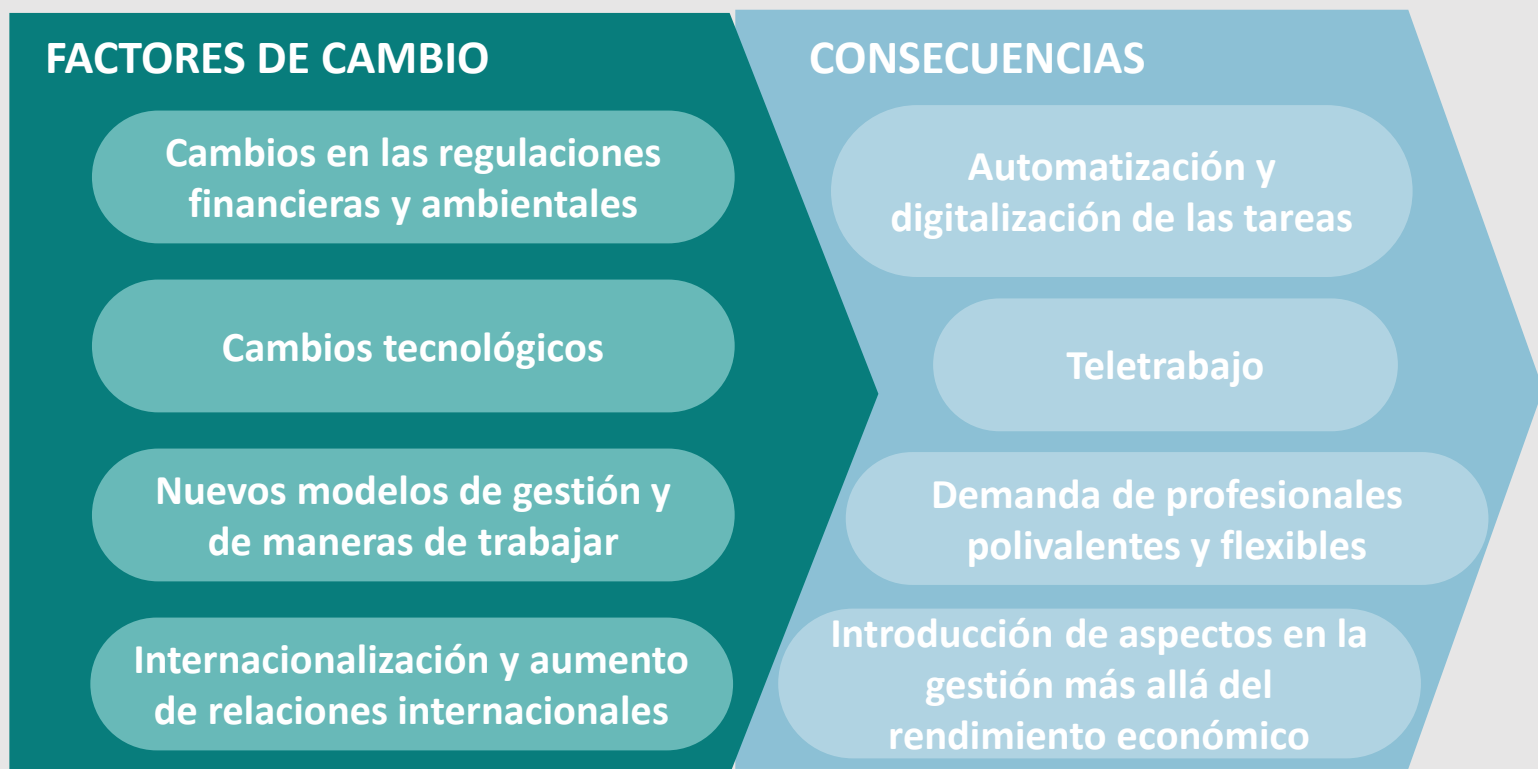 FACTORES DE CAMBIO
Cambios en las regulaciones
financieras y ambientales
Cambios tecnológicos
Nuevos modelos de gestión y
de maneras de trabajar
Internacionalización y aumento
de relaciones internacionales
CONSECUENCIAS
Automatización y
digitalización de las tareas
Teletrabajo
Demanda de profesionales
polivalentes y flexibles
Introducción de aspectos en la
gestión más allá del
rendimiento económico